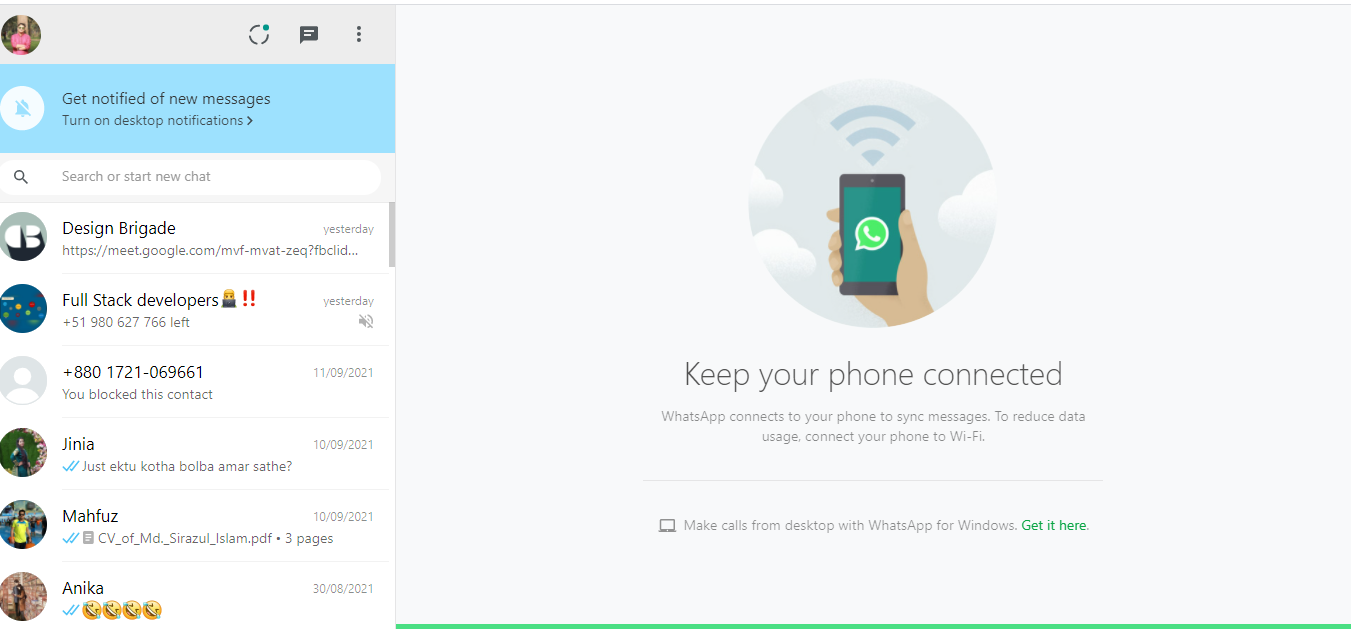 Get notified of new messages
Turn on desktop notifications >
Search or start new chat
Design Brigade yesterday
https://meet.google.com/mvf-mvat-zeq?fbclid...
Full Stack developers👨‍💻‼️ yesterday
+51 980 627 766 left
+880 1721-069661 11/09/2021
You blocked this contact
Jinia 10/09/2021
Just ektu kotha bolba amar sathe?
Mahfuz 10/09/2021
CV_of_Md._Sirazul_Islam.pdf • 3 pages
Anika 30/08/2021
🤣🤣🤣🤣
Keep your phone connected
WhatsApp connects to your phone to sync messages. To reduce data
usage, connect your phone to Wi-Fi.
Make calls from desktop with WhatsApp for Windows. Get it here.